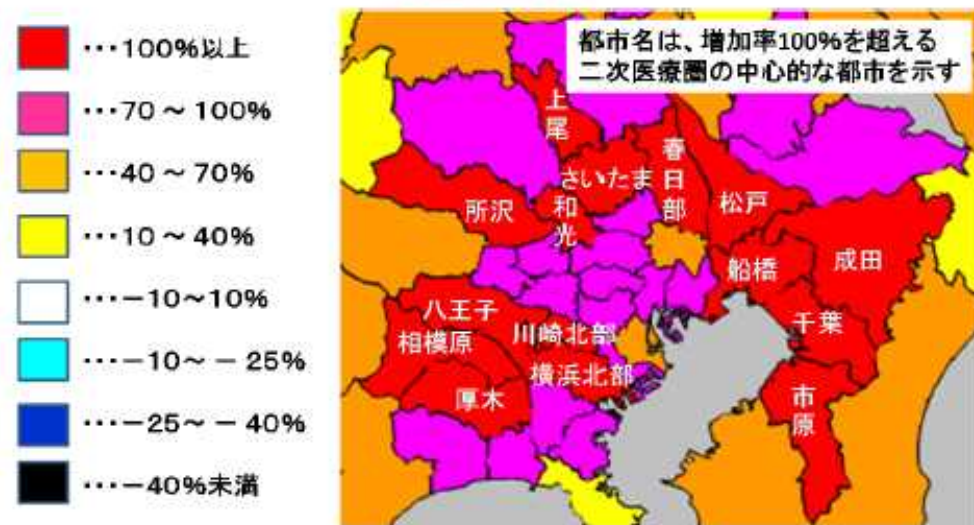 …100%以上
…70～100%
…40～70%
…10～40%
…－10～10%
…－10～－25%
…－25～－40%
…－40%未満
都市名は、増加率100%を超える
二次医療圏の中心的な都市を示す
上尾
春日部
さいたま
和光
所沢
松戸
成田
船橋
千葉
八王子
川崎北部
相模原
横浜北部
厚木
市原